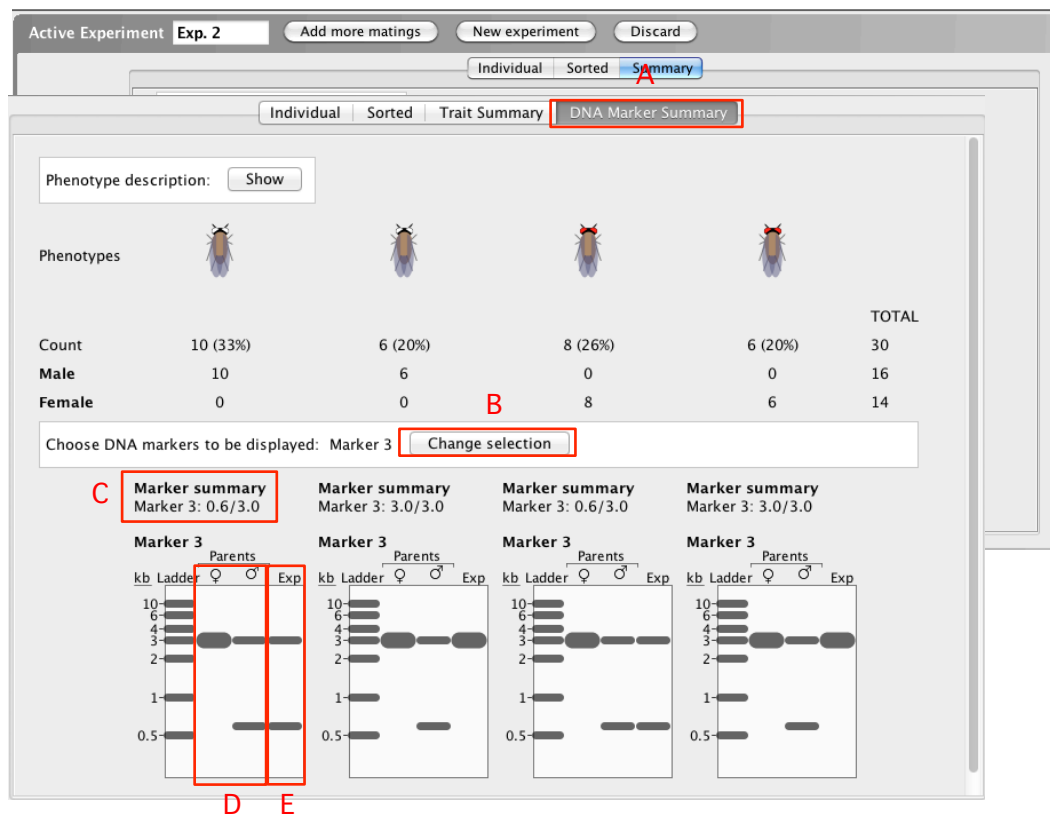 Active Experiment Exp. 2 Add more matings New experiment Discard
Individual Sorted Summary
A
Individual Sorted Trait Summary DNA Marker Summary
Phenotype description: Show
Phenotypes
TOTAL
Count 10 (33%) 6 (20%) 8 (26%) 6 (20%) 30
Male 10 6 0 0 16
Female 0 0 8 6 14
B
Choose DNA markers to be displayed: Marker 3 Change selection
C
Marker summary Marker summary Marker summary Marker summary
Marker 3: 0.6/3.0 Marker 3: 3.0/3.0 Marker 3: 0.6/3.0 Marker 3: 3.0/3.0
Marker 3 Marker 3 Marker 3 Marker 3
Parents Parents Parents Parents
kb Ladder ♀ ♂ Exp kb Ladder ♀ ♂ Exp kb Ladder ♀ ♂ Exp kb Ladder ♀ ♂ Exp
10 10 10 10
6 6 6 6
4 4 4 4
3 3 3 3
2 2 2 2
1 1 1 1
0.5 0.5 0.5 0.5
D E